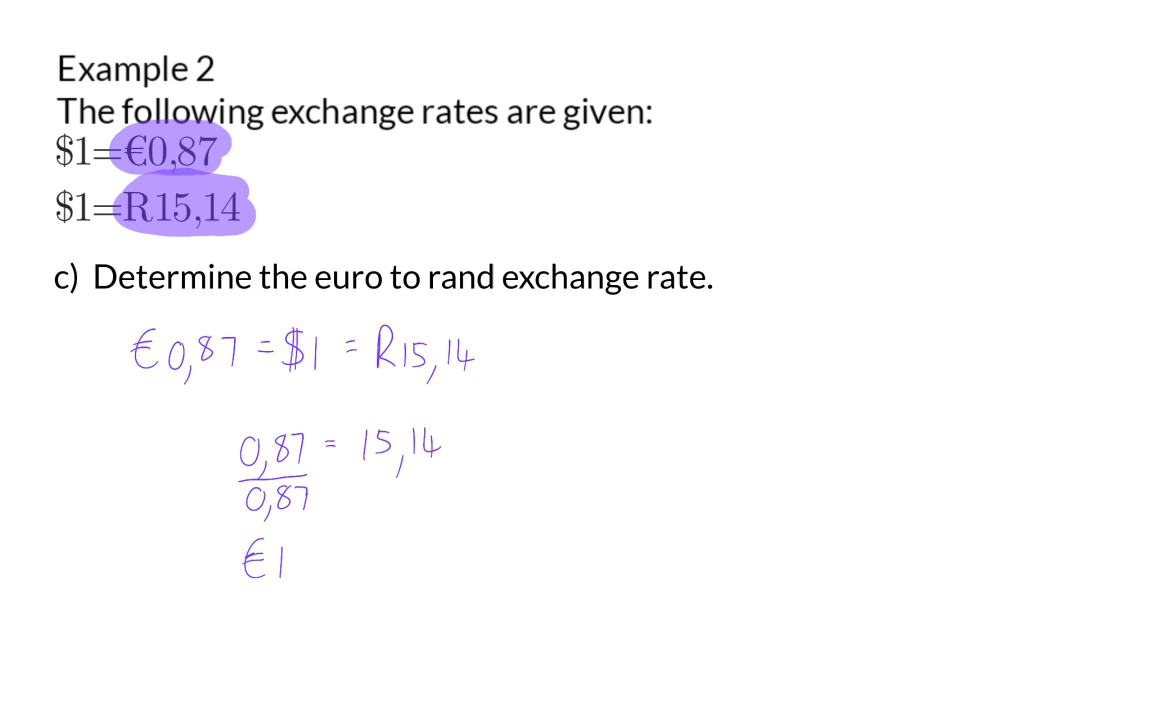 Example 2
The following exchange rates are given:
$1=€0,87
$1=R15,14
c) Determine the euro to rand exchange rate.
€0,87 = $1 = R15,14
0,87 = 15,14
0,87
€1